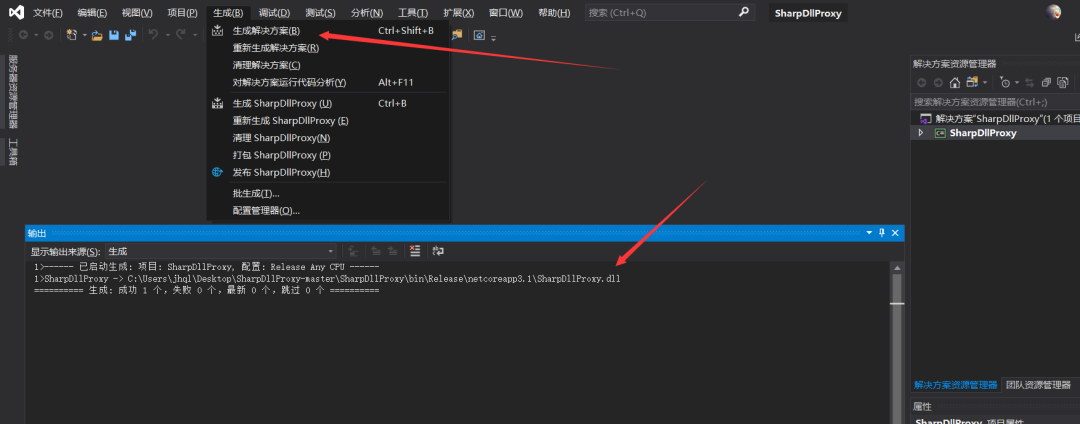 文件(F) 编辑(E) 视图(V) 项目(P) 生成(B) 调试(D) 测试(S) 分析(N) 工具(T) 扩展(X) 窗口(W) 帮助(H) 搜索 (Ctrl+Q) SharpDllProxy
生成解决方案(B) Ctrl+Shift+B
重新生成解决方案(R)
清理解决方案(C)
对解决方案运行代码分析(Y) Alt+F11
生成 SharpDllProxy (U) Ctrl+B
重新生成 SharpDllProxy (E)
清理 SharpDllProxy(N)
打包 SharpDllProxy (P)
发布 SharpDllProxy(H)
批生成(T)...
配置管理器(O)...
服务器资源管理器
工具箱
解决方案资源管理器
搜索解决方案资源管理器(Ctrl+;)
解决方案"SharpDllProxy"(1 个项目
SharpDllProxy
输出
显示输出来源(S): 生成
1>------ 已启动生成: 项目: SharpDllProxy, 配置: Release Any CPU ------
1>SharpDllProxy -> C:\Users\jhql\Desktop\SharpDllProxy-master\SharpDllProxy\bin\Release\netcoreapp3.1\SharpDllProxy.dll
========== 生成: 成功 1 个，失败 0 个，最新 0 个，跳过 0 个 ==========
解决方案资源管理器 团队资源管理器
属性
SharpDllProxy 项目属性